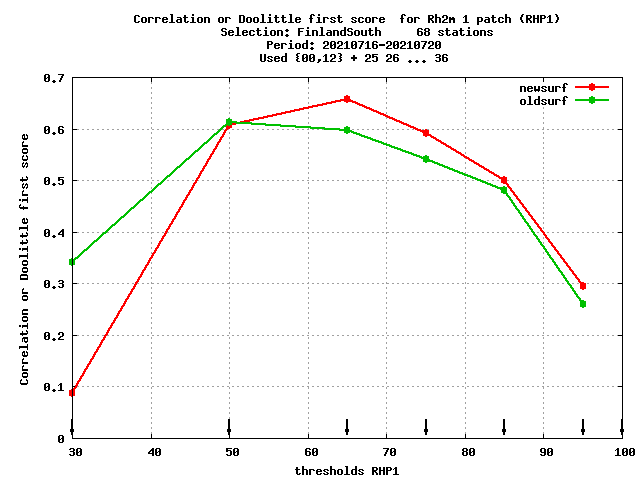 Correlation or Doolittle first score  for Rh2m 1 patch (RHP1)
Selection: FinlandSouth     68 stations
Period: 20210716-20210720
Used {00,12} + 25 26 ... 36
newsurf
oldsurf
Correlation or Doolittle first score
0.7
0.6
0.5
0.4
0.3
0.2
0.1
0
30 40 50 60 70 80 90 100
thresholds RHP1